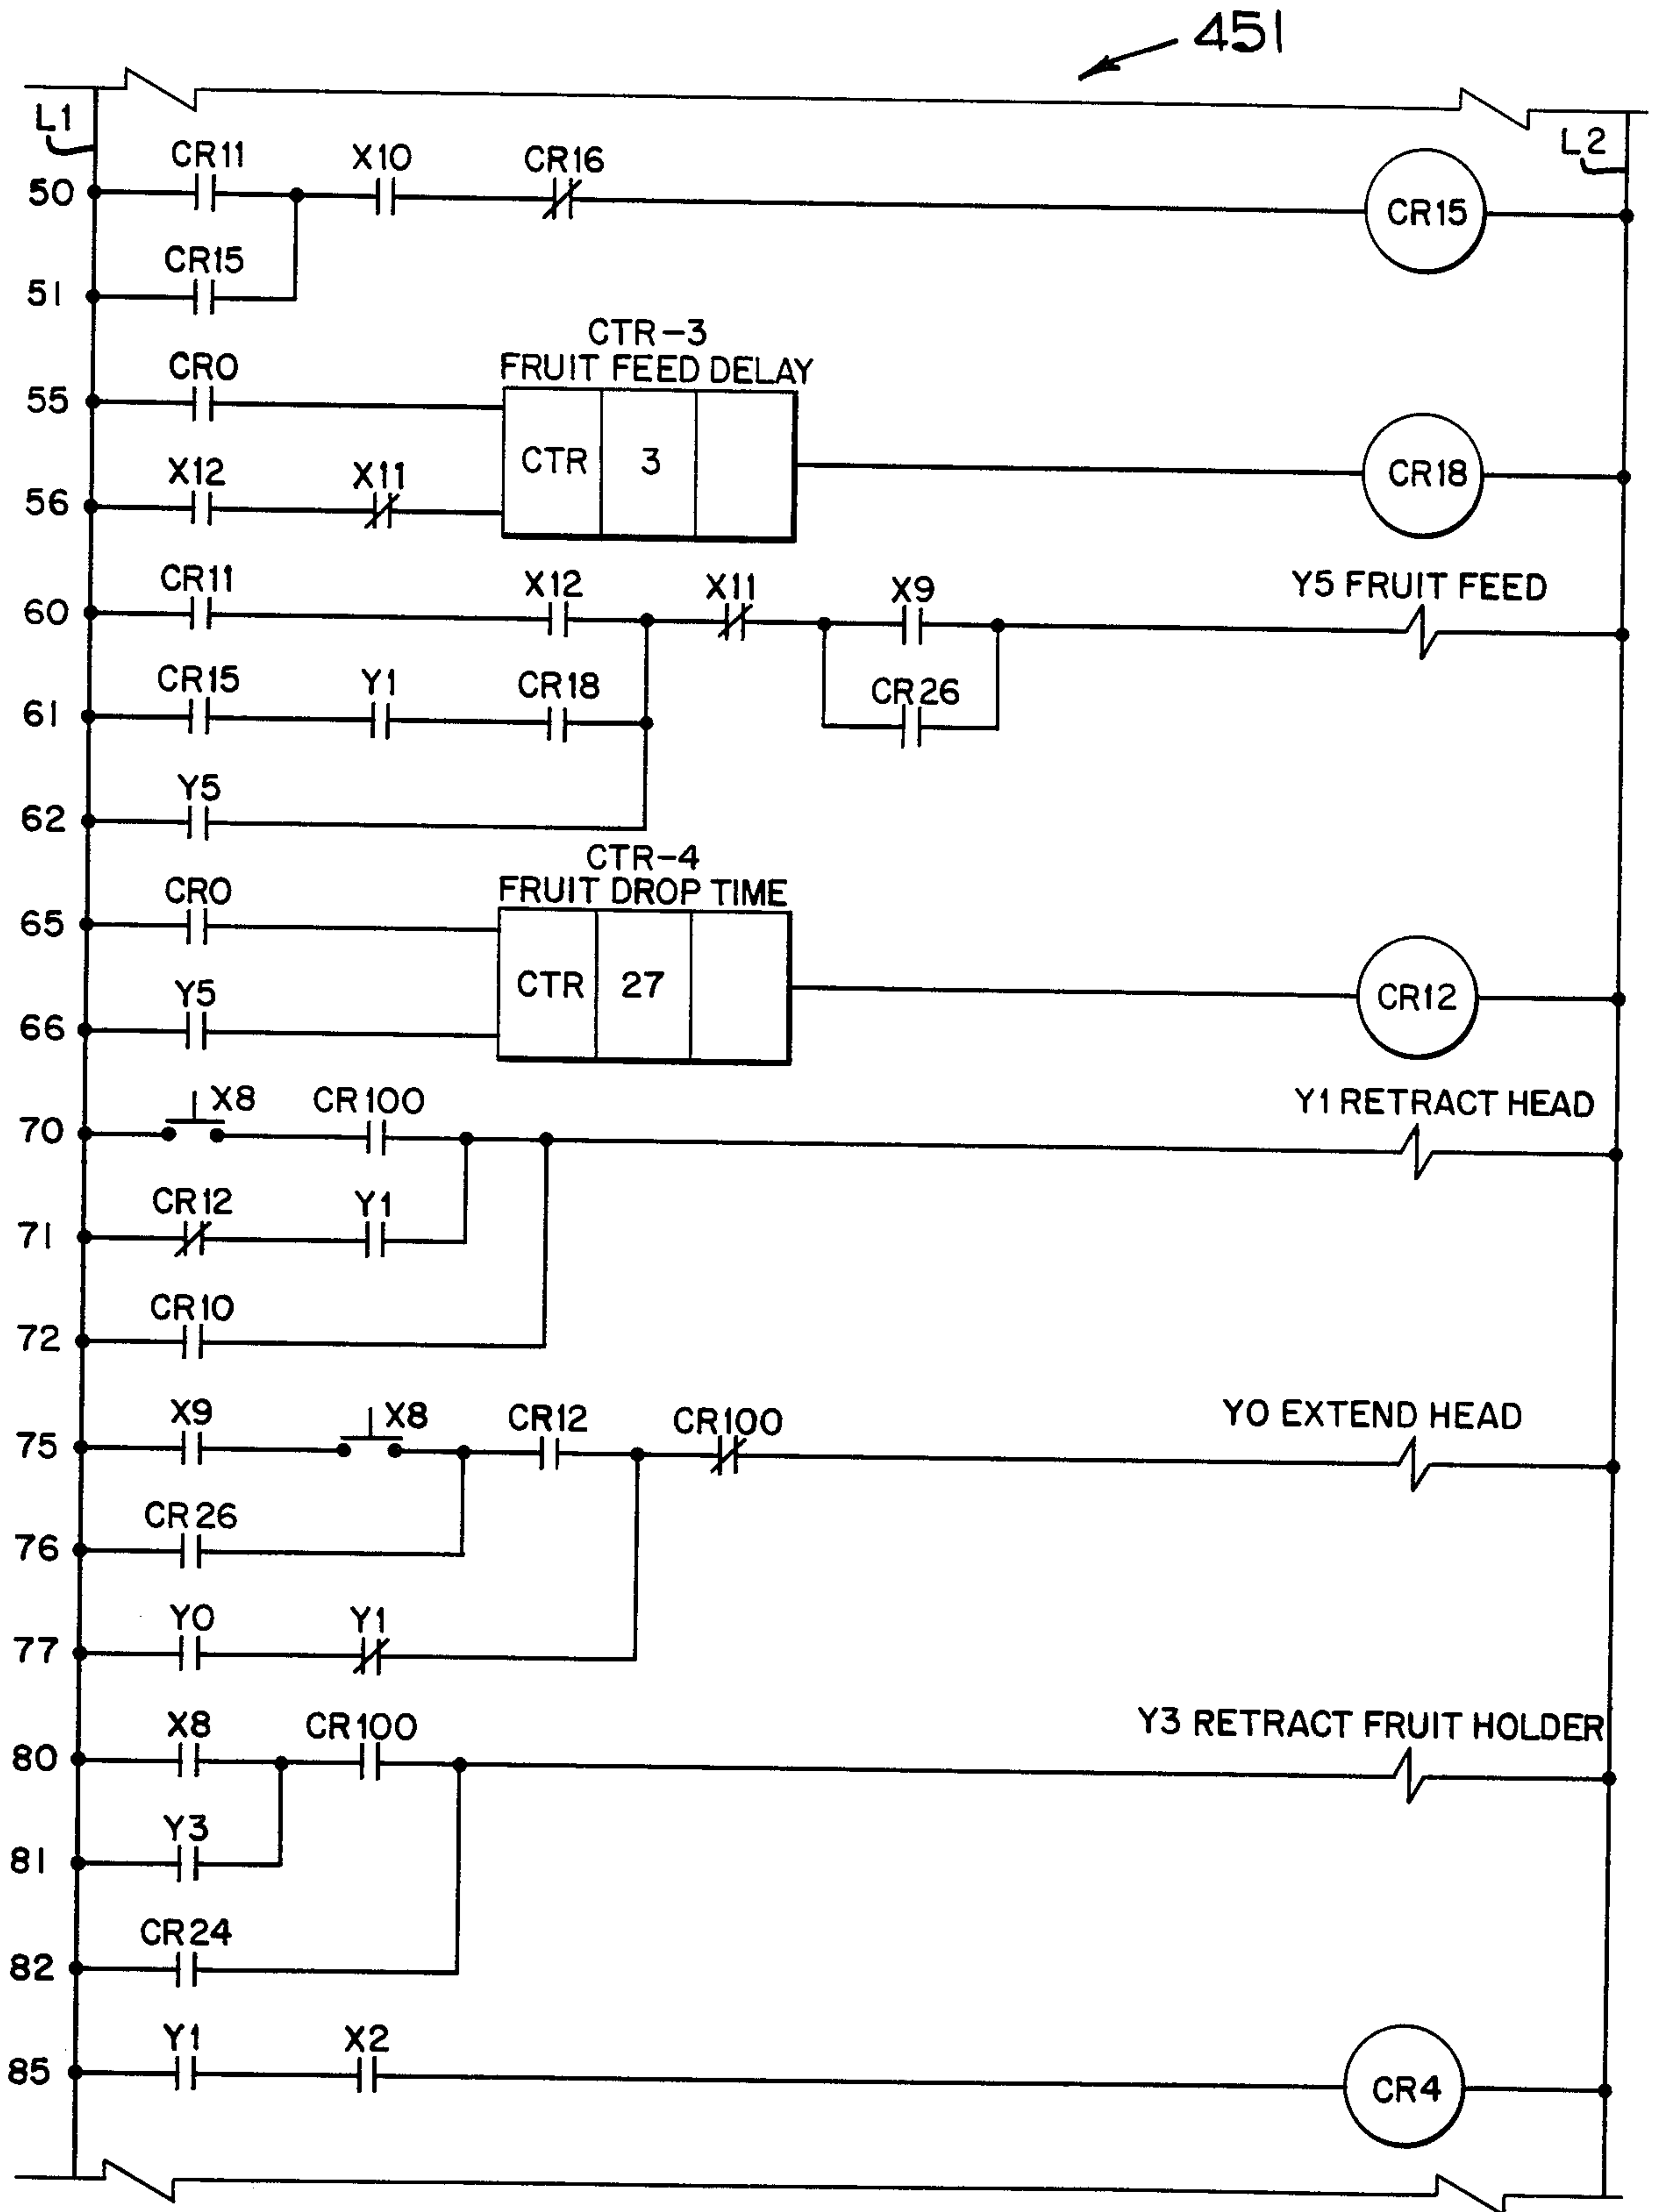 451
L1
L2
CR11 X10 CR16
50
CR15
CR15
51
CTR-3
FRUIT FEED DELAY
CR0
55
CTR 3
CR18
X12 X11
56
CR11 X12 X11 X9 Y5 FRUIT FEED
60
CR15 Y1 CR18 CR26
61
Y5
62
CTR-4
FRUIT DROP TIME
CR0
65
CTR 27
CR12
Y5
66
X8 CR100 Y1 RETRACT HEAD
70
CR12 Y1
71
CR10
72
X9 X8 CR12 CR100 Y0 EXTEND HEAD
75
CR26
76
Y0 Y1
77
X8 CR100 Y3 RETRACT FRUIT HOLDER
80
Y3
81
CR24
82
Y1 X2
85
CR4